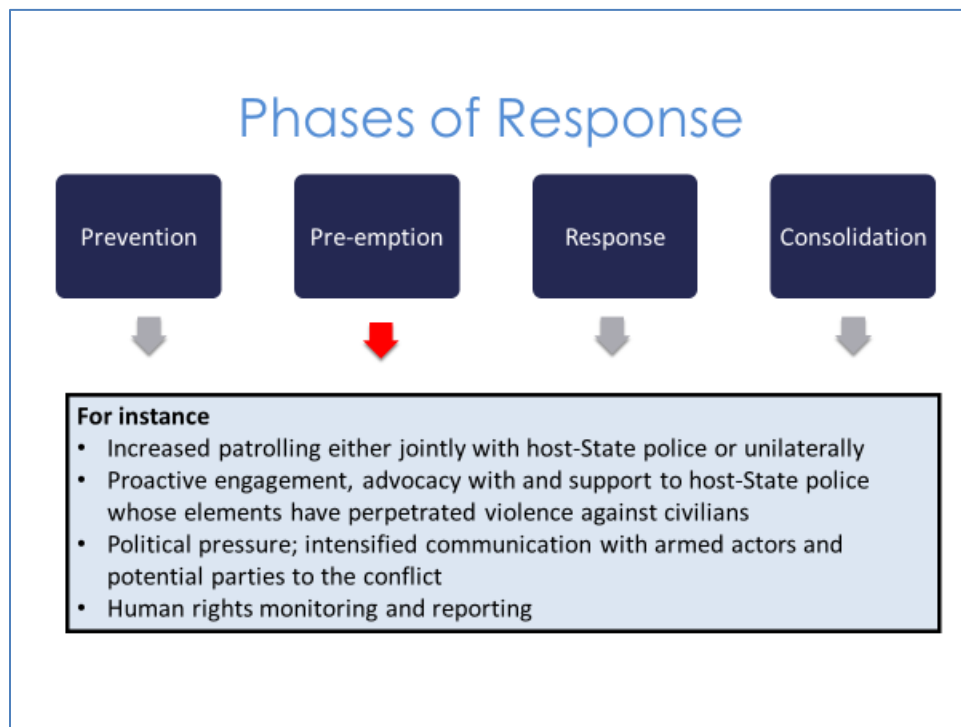 Phases of Response
Prevention
Pre-emption
Response
Consolidation
For instance
• Increased patrolling either jointly with host-State police or unilaterally
• Proactive engagement, advocacy with and support to host-State police
whose elements have perpetrated violence against civilians
• Political pressure; intensified communication with armed actors and
potential parties to the conflict
• Human rights monitoring and reporting